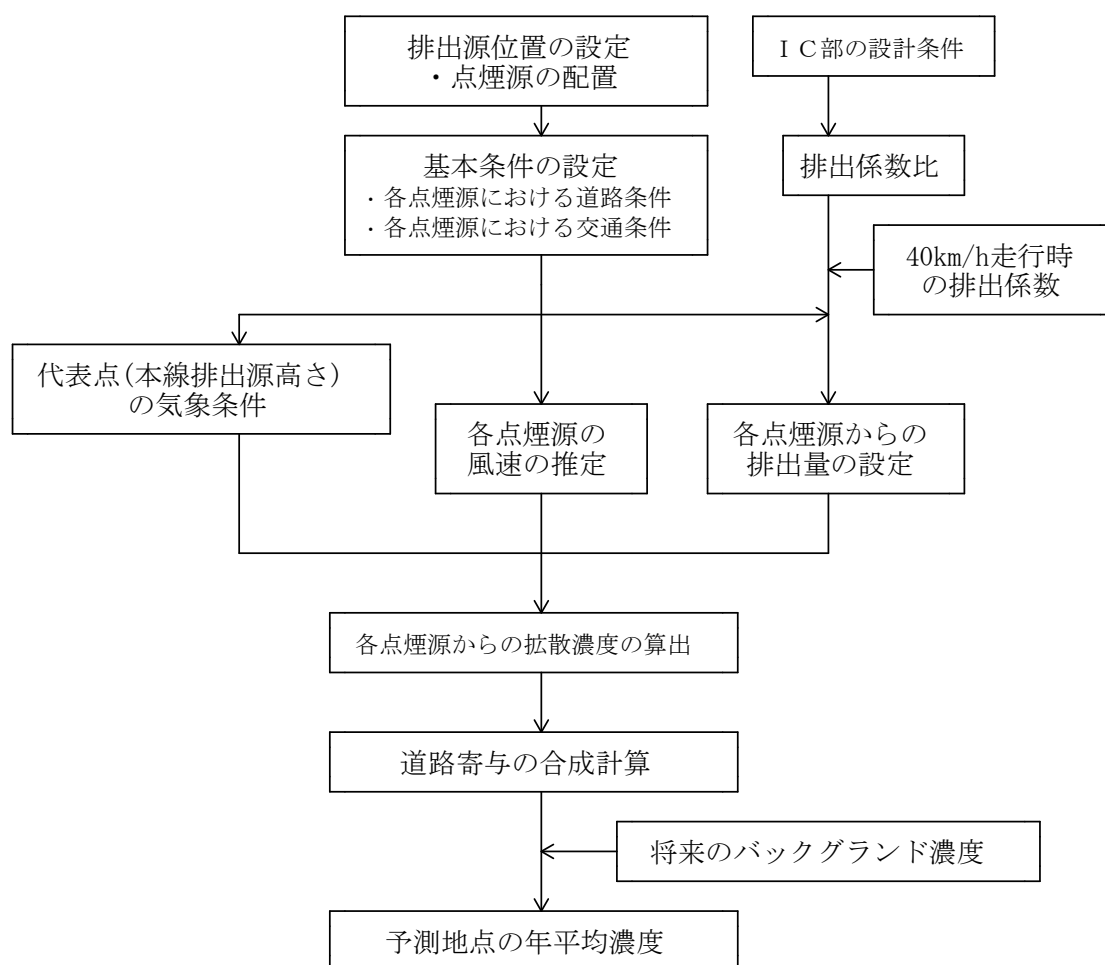 排出源位置の設定
・点煙源の配置
ＩＣ部の設計条件
基本条件の設定
・各点煙源における道路条件
・各点煙源における交通条件
排出係数比
40km/h走行時
の排出係数
代表点(本線排出源高さ)
の気象条件
各点煙源の
風速の推定
各点煙源からの
排出量の設定
各点煙源からの拡散濃度の算出
道路寄与の合成計算
将来のバックグランド濃度
予測地点の年平均濃度